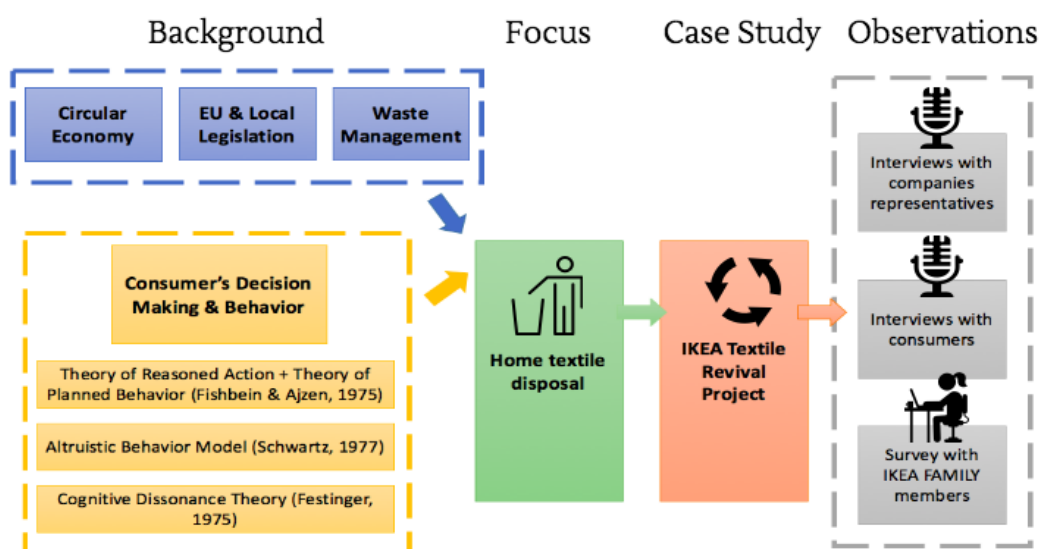 Background
Focus
Case Study
Observations
Circular
Economy
EU & Local
Legislation
Waste
Management
Consumer's Decision
Making & Behavior
Theory of Reasoned Action + Theory of
Planned Behavior (Fishbein & Ajzen, 1975)
Altruistic Behavior Model (Schwartz, 1977)
Cognitive Dissonance Theory (Festinger,
1975)
Home textile
disposal
IKEA Textile
Revival
Project
Interviews with
companies
representatives
Interviews with
consumers
Survey with
IKEA FAMILY
members